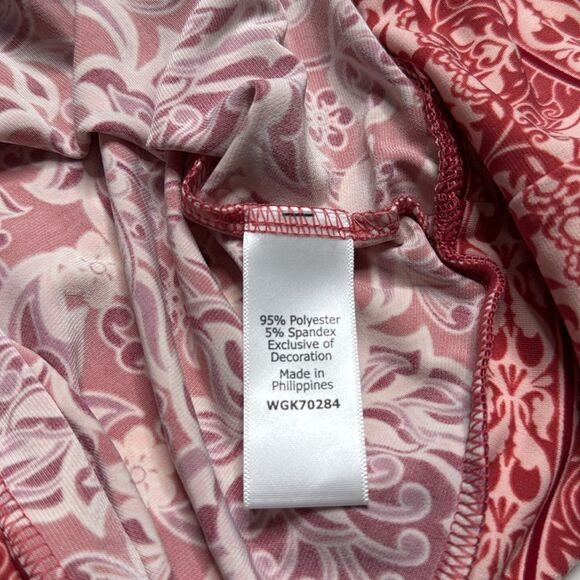 95% Polyester
5% Spandex
Exclusive of
Decoration
Made in
Philippines
WGK70284